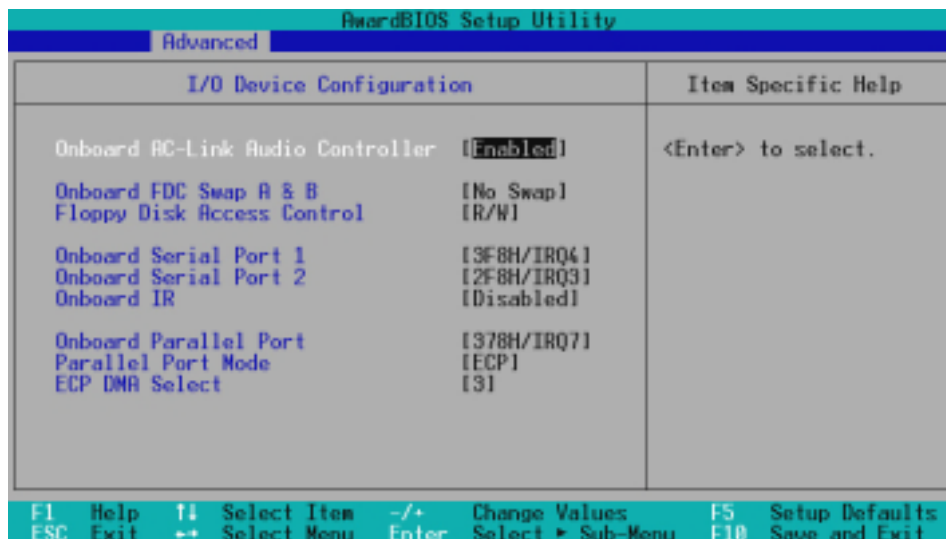 AwardBIOS Setup Utility
Advanced
I/O Device Configuration
Item Specific Help
Onboard AC-Link Audio Controller [Enabled]
<Enter> to select.
Onboard FDC Swap A & B [No Swap]
Floppy Disk Access Control [R/W]
Onboard Serial Port 1 [3F8H/IRQ4]
Onboard Serial Port 2 [2F8H/IRQ3]
Onboard IR [Disabled]
Onboard Parallel Port [378H/IRQ7]
Parallel Port Mode [ECP]
ECP DMA Select [3]
F1 Help ↑↓ Select Item -/+ Change Values F5 Setup Defaults
ESC Exit ←→ Select Menu Enter Select ► Sub-Menu F10 Save and Exit